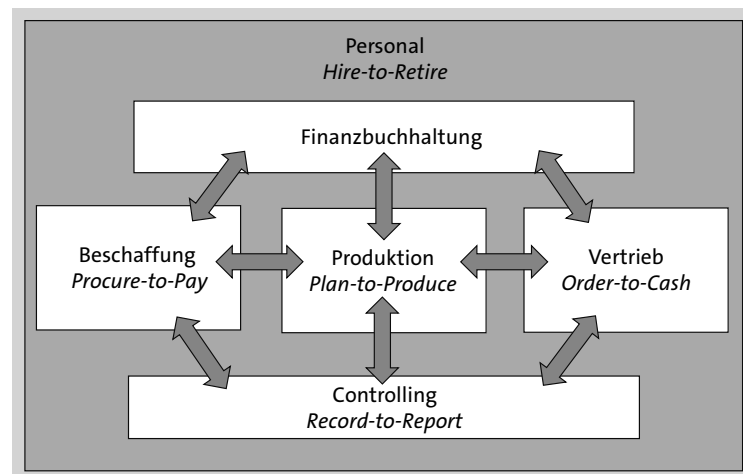 Personal
Hire-to-Retire
Finanzbuchhaltung
Beschaffung
Procure-to-Pay
Produktion
Plan-to-Produce
Vertrieb
Order-to-Cash
Controlling
Record-to-Report